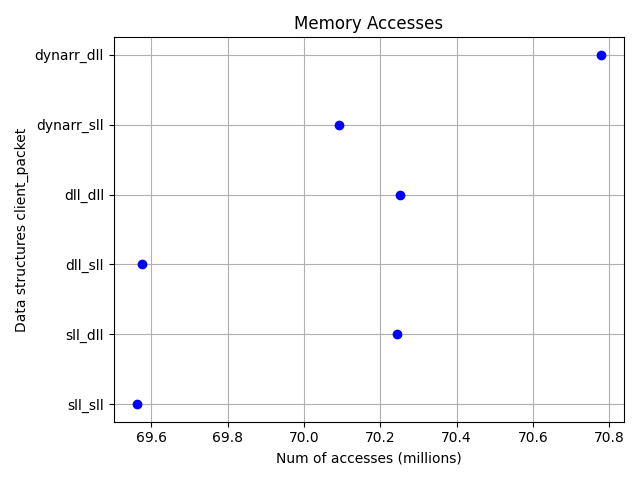 Memory Accesses
dynarr_dll
dynarr_sll
dll_dll
dll_sll
sll_dll
sll_sll
Data structures client_packet
69.6 69.8 70.0 70.2 70.4 70.6 70.8
Num of accesses (millions)